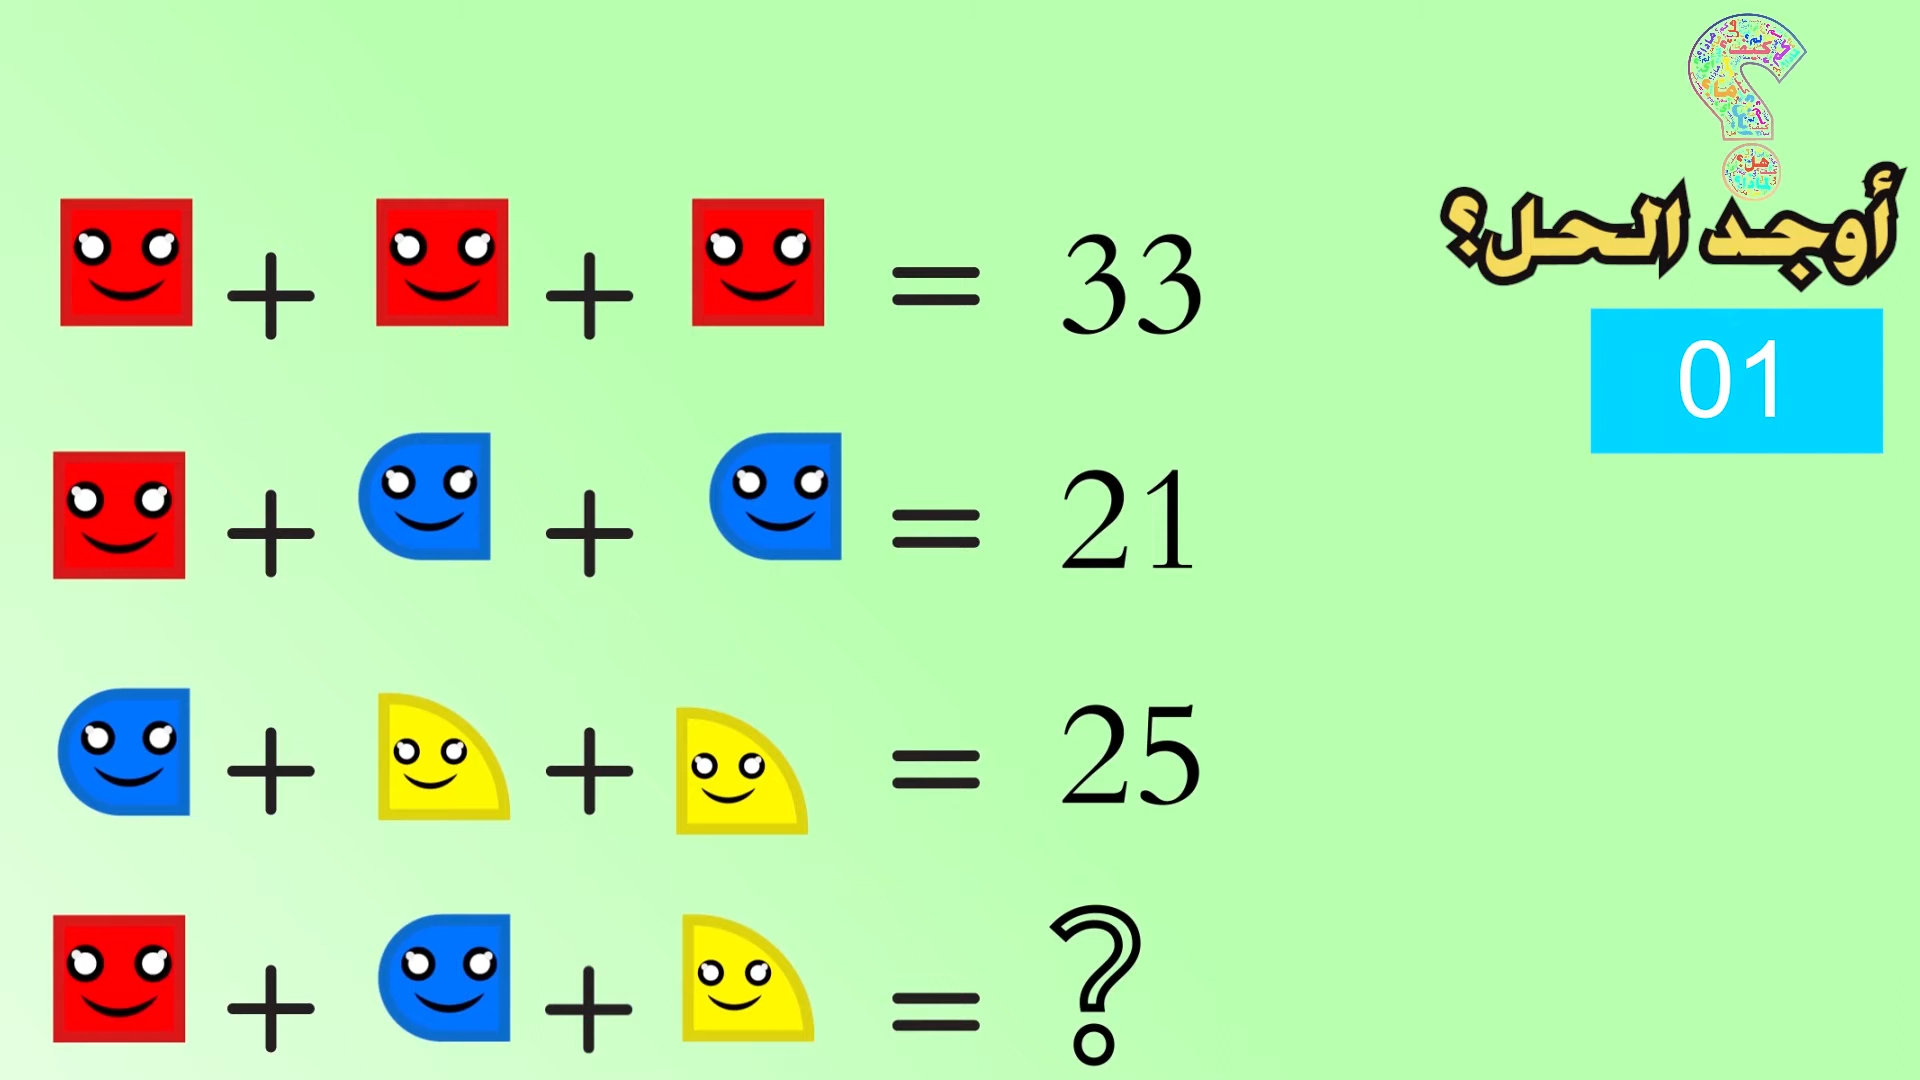 + + = 33
أوجد الحل؟
01
+ + = 21
+ + = 25
+ + = ?